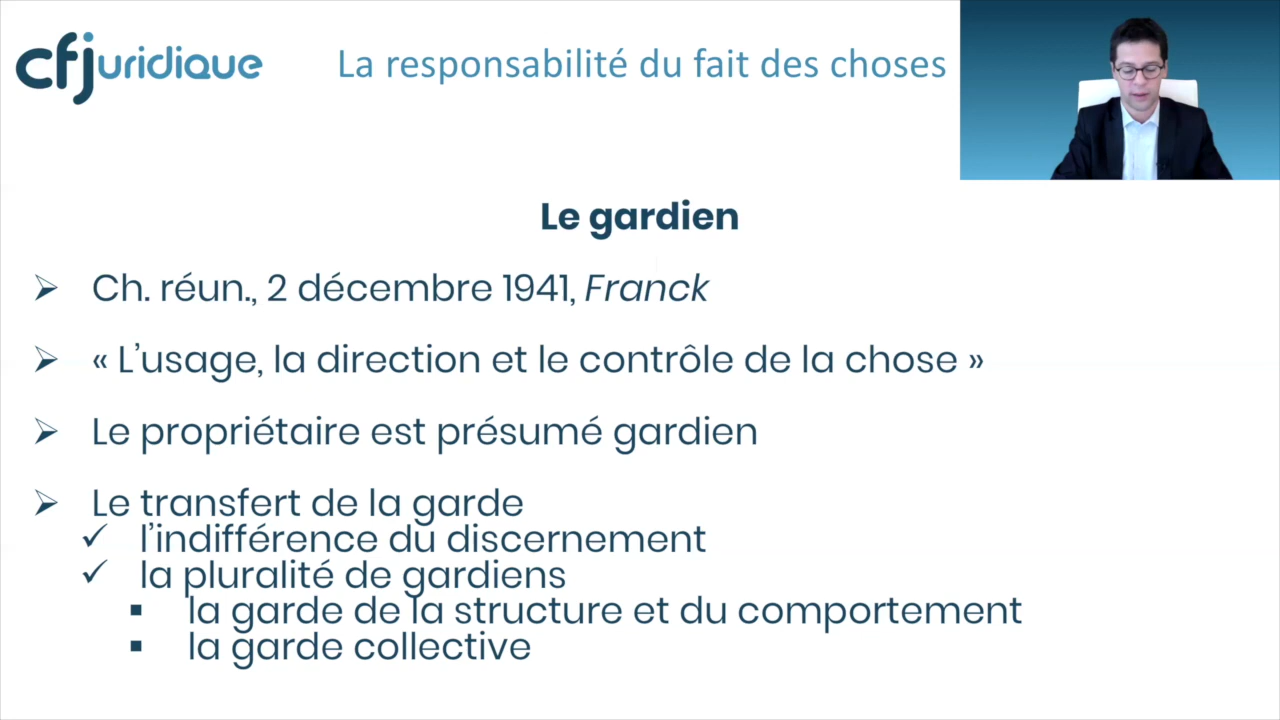 cfjuridique
La responsabilité du fait des choses
Le gardien
Ch. réun., 2 décembre 1941, Franck
« L’usage, la direction et le contrôle de la chose »
Le propriétaire est présumé gardien
Le transfert de la garde
l’indifférence du discernement
la pluralité de gardiens
la garde de la structure et du comportement
la garde collective